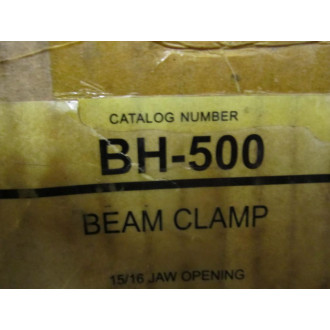 CATALOG NUMBER
BH-500
BEAM CLAMP
15/16 JAW OPENING